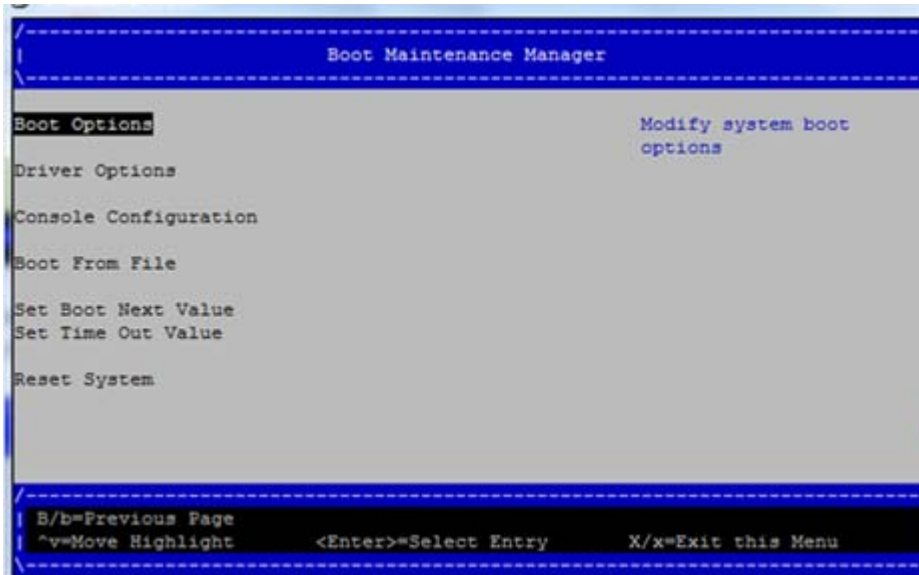 Boot Maintenance Manager
Boot Options
Modify system boot
options
Driver Options
Console Configuration
Boot From File
Set Boot Next Value
Set Time Out Value
Reset System
B/b=Previous Page
^v=Move Highlight <Enter>=Select Entry X/x=Exit this Menu